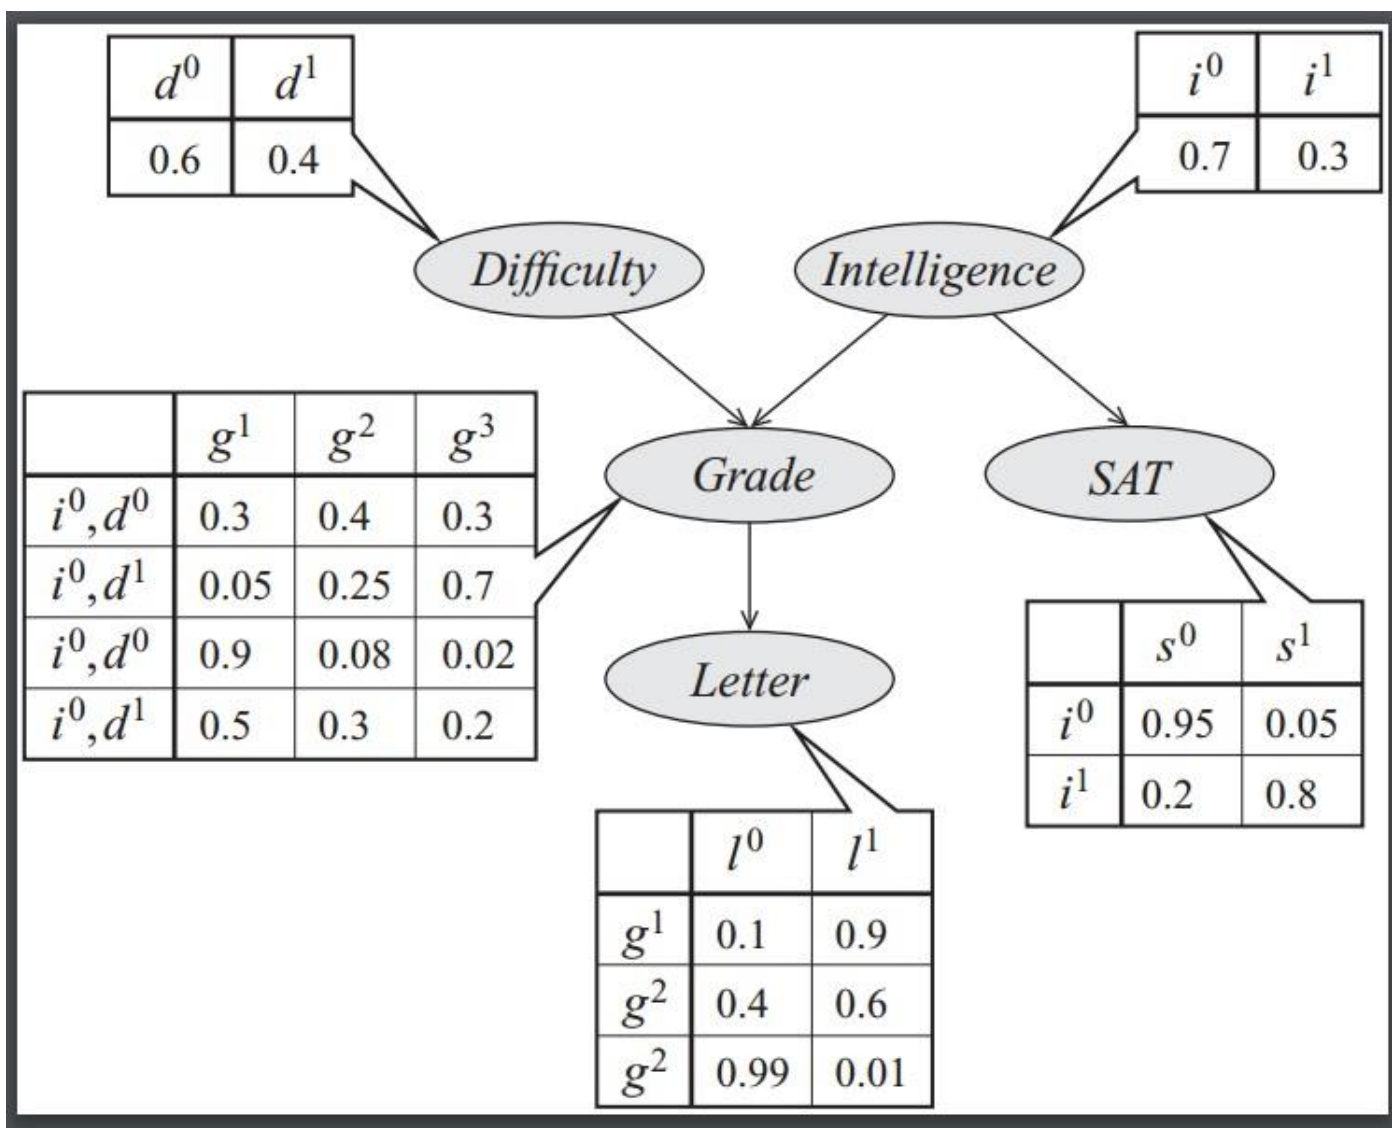 d⁰ d¹
0.6 0.4
i⁰ i¹
0.7 0.3
Difficulty
Intelligence
g¹ g² g³
i⁰,d⁰ 0.3 0.4 0.3
i⁰,d¹ 0.05 0.25 0.7
i⁰,d⁰ 0.9 0.08 0.02
i⁰,d¹ 0.5 0.3 0.2
Grade
SAT
s⁰ s¹
i⁰ 0.95 0.05
i¹ 0.2 0.8
Letter
l⁰ l¹
g¹ 0.1 0.9
g² 0.4 0.6
g² 0.99 0.01